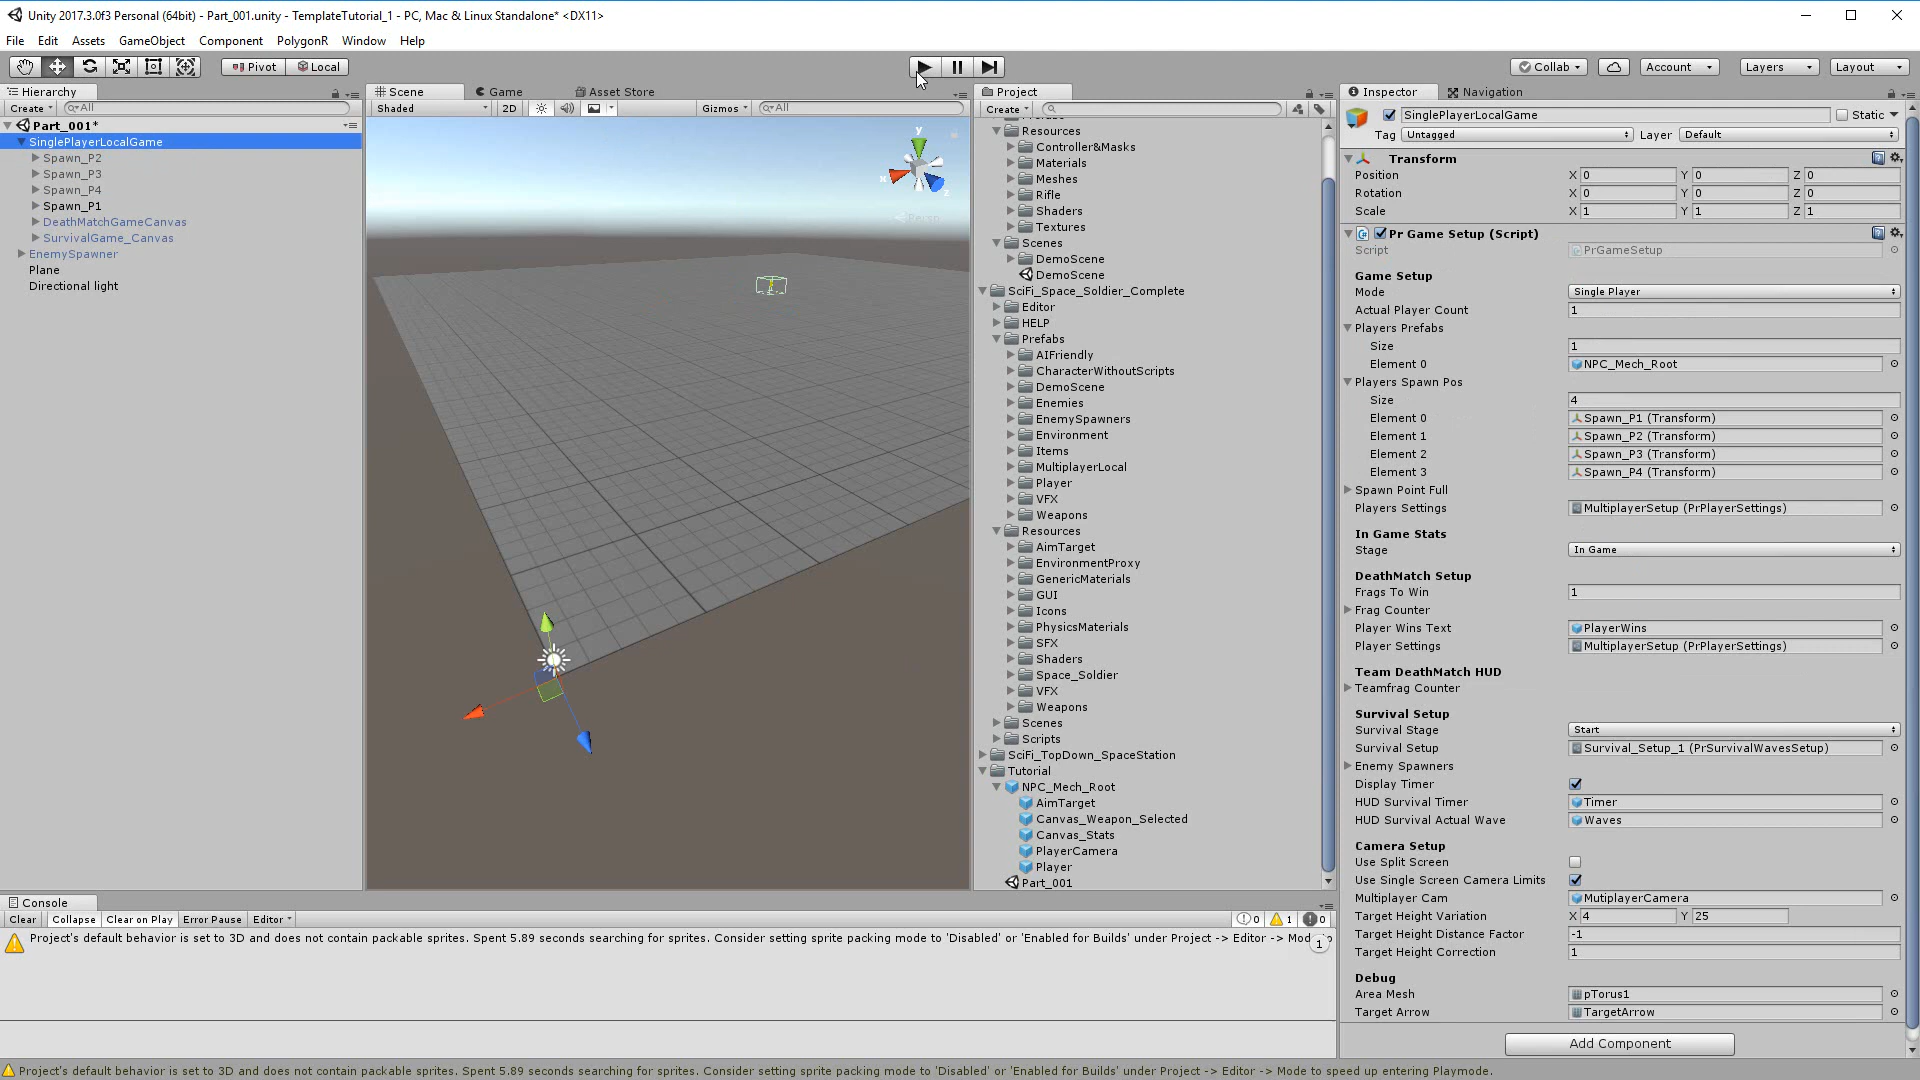 Unity 2017.3.0f3 Personal (64bit) - Part_001.unity - TemplateTutorial_1 - PC, Mac & Linux Standalone* <DX11>
File Edit Assets GameObject Component PolygonR Window Help
Pivot Local Collab Account Layers Layout
Hierarchy
Create All
Part_001*
SinglePlayerLocalGame
Spawn_P2
Spawn_P3
Spawn_P4
Spawn_P1
DeathMatchGameCanvas
SurvivalGame_Canvas
EnemySpawner
Plane
Directional light
Scene Game Asset Store
Shaded 2D Gizmos All
y
x
z
Persp
Project
Create
Resources
Controller&Masks
Materials
Meshes
Rifle
Shaders
Textures
Scenes
DemoScene
DemoScene
SciFi_Space_Soldier_Complete
Editor
HELP
Prefabs
AIFriendly
CharacterWithoutScripts
DemoScene
Enemies
EnemySpawners
Environment
Items
MultiplayerLocal
Player
VFX
Weapons
Resources
AimTarget
EnvironmentProxy
GenericMaterials
GUI
Icons
PhysicsMaterials
SFX
Shaders
Space_Soldier
VFX
Weapons
Scenes
Scripts
SciFi_TopDown_SpaceStation
Tutorial
NPC_Mech_Root
AimTarget
Canvas_Weapon_Selected
Canvas_Stats
PlayerCamera
Player
Part_001
Inspector Navigation
SinglePlayerLocalGame Static
Tag Untagged Layer Default
Transform
Position X 0 Y 0 Z 0
Rotation X 0 Y 0 Z 0
Scale X 1 Y 1 Z 1
Pr Game Setup (Script)
Script PrGameSetup
Game Setup
Mode Single Player
Actual Player Count 1
Players Prefabs
Size 1
Element 0 NPC_Mech_Root
Players Spawn Pos
Size 4
Element 0 Spawn_P1 (Transform)
Element 1 Spawn_P2 (Transform)
Element 2 Spawn_P3 (Transform)
Element 3 Spawn_P4 (Transform)
Spawn Point Full
Players Settings MultiplayerSetup (PrPlayerSettings)
In Game Stats
Stage In Game
DeathMatch Setup
Frags To Win 1
Frag Counter
Player Wins Text PlayerWins
Player Settings MultiplayerSetup (PrPlayerSettings)
Team DeathMatch HUD
Teamfrag Counter
Survival Setup
Survival Stage Start
Survival Setup Survival_Setup_1 (PrSurvivalWavesSetup)
Enemy Spawners
Display Timer
HUD Survival Timer Timer
HUD Survival Actual Wave Waves
Camera Setup
Use Split Screen
Use Single Screen Camera Limits
Multiplayer Cam MutiplayerCamera
Target Height Variation X 4 Y 25
Target Height Distance Factor -1
Target Height Correction 1
Debug
Area Mesh pTorus1
Target Arrow TargetArrow
Add Component
Console
Clear Collapse Clear on Play Error Pause Editor 0 1 0
Project's default behavior is set to 3D and does not contain packable sprites. Spent 5.89 seconds searching for sprites. Consider setting sprite packing mode to 'Disabled' or 'Enabled for Builds' under Project -> Editor -> Mode to
1
Project's default behavior is set to 3D and does not contain packable sprites. Spent 5.89 seconds searching for sprites. Consider setting sprite packing mode to 'Disabled' or 'Enabled for Builds' under Project -> Editor -> Mode to speed up entering Playmode.